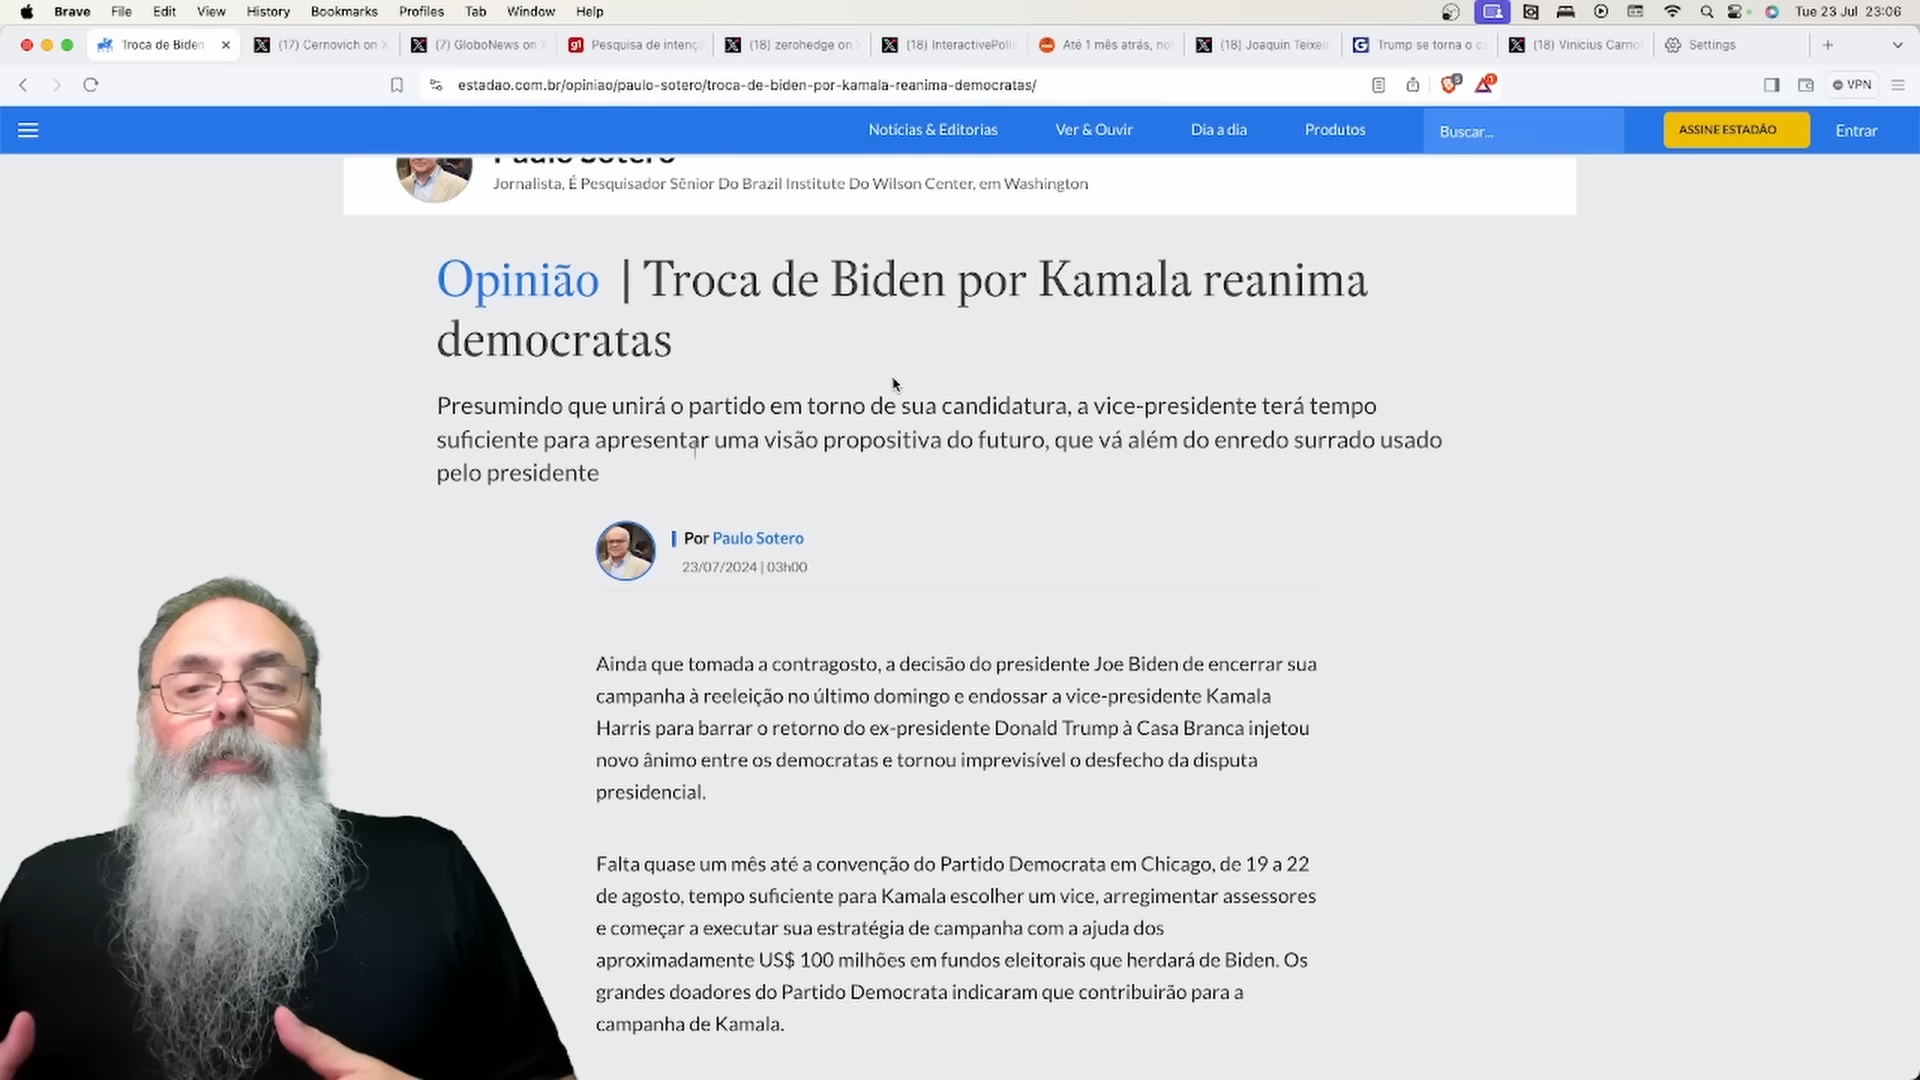 Brave File Edit View History Bookmarks Profiles Tab Window Help Tue 23 Jul 23:06
Troca de Biden (17) Cernovich on X (7) GloboNews on X Pesquisa de intenç (18) zerohedge on (18) InteractivePolls Até 1 mês atrás, no (18) Joaquin Teixeir Trump se torna o c (18) Vinicius Carrio Settings
estadao.com.br/opiniao/paulo-sotero/troca-de-biden-por-kamala-reanima-democratas/ VPN
Notícias & Editorias Ver & Ouvir Dia a dia Produtos Buscar... ASSINE ESTADÃO Entrar
Paulo Sotero
Jornalista, É Pesquisador Sênior Do Brazil Institute Do Wilson Center, em Washington
Opinião | Troca de Biden por Kamala reanima
democratas
Presumindo que unirá o partido em torno de sua candidatura, a vice-presidente terá tempo
suficiente para apresentar uma visão propositiva do futuro, que vá além do enredo surrado usado
pelo presidente
Por Paulo Sotero
23/07/2024 | 03h00
Ainda que tomada a contragosto, a decisão do presidente Joe Biden de encerrar sua
campanha à reeleição no último domingo e endossar a vice-presidente Kamala
Harris para barrar o retorno do ex-presidente Donald Trump à Casa Branca injetou
novo ânimo entre os democratas e tornou imprevisível o desfecho da disputa
presidencial.
Falta quase um mês até a convenção do Partido Democrata em Chicago, de 19 a 22
de agosto, tempo suficiente para Kamala escolher um vice, arregimentar assessores
e começar a executar sua estratégia de campanha com a ajuda dos
aproximadamente US$ 100 milhões em fundos eleitorais que herdará de Biden. Os
grandes doadores do Partido Democrata indicaram que contribuirão para a
campanha de Kamala.